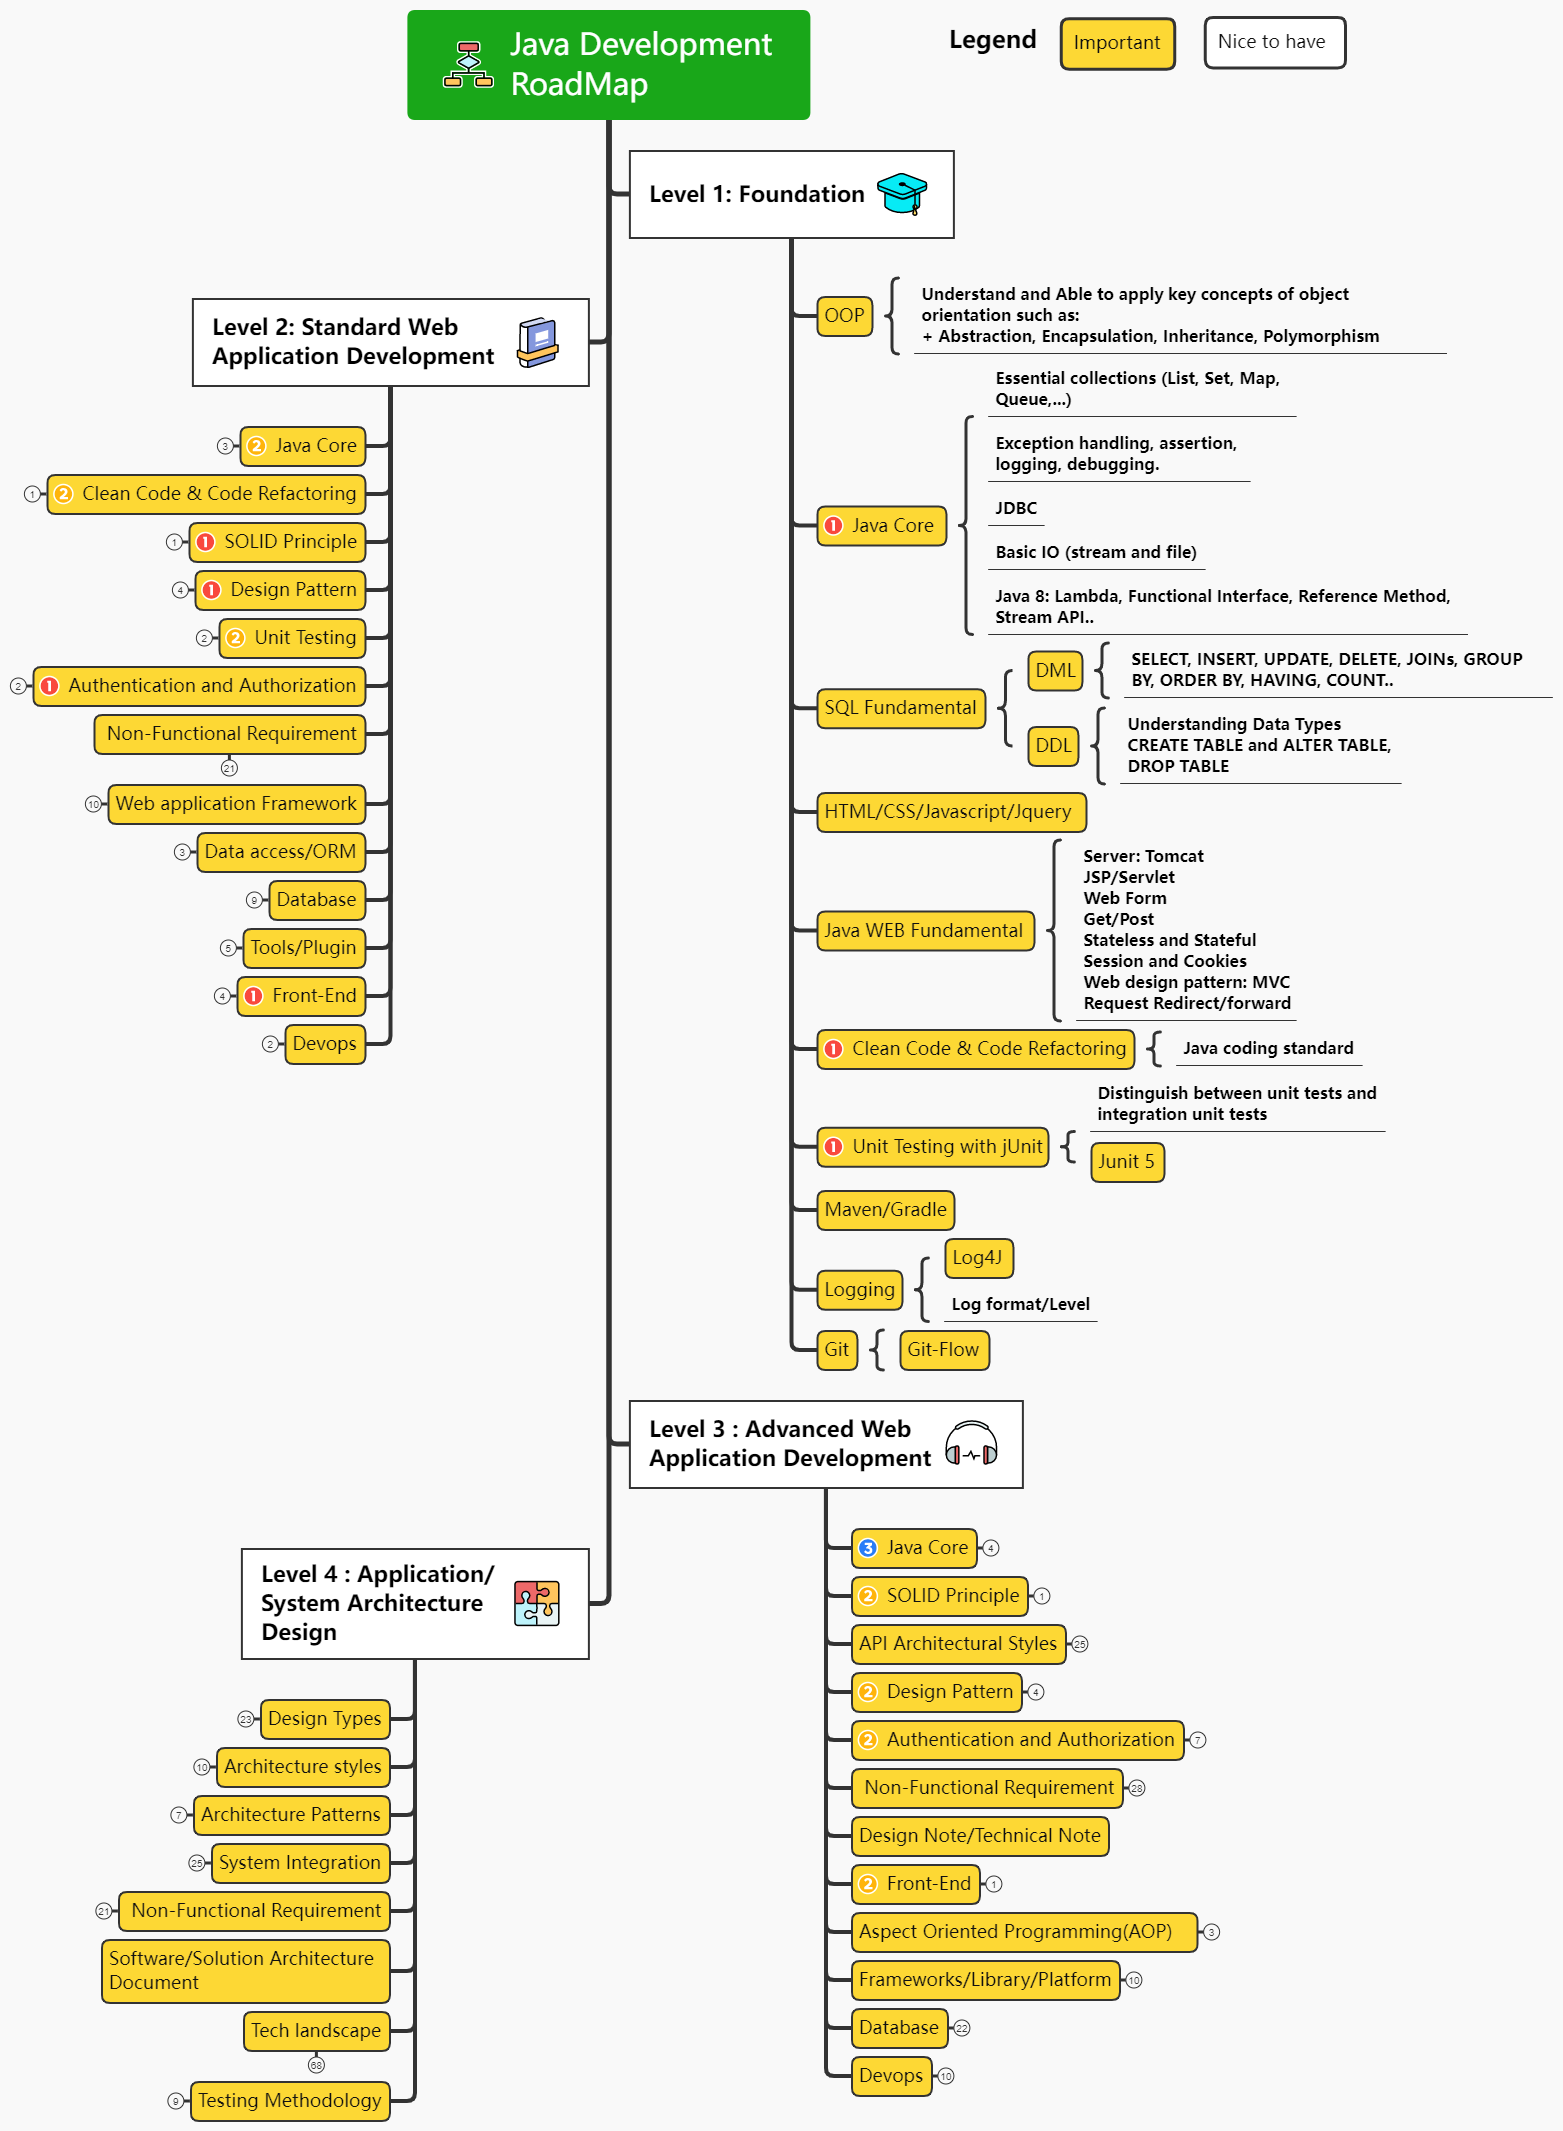 Java Development
RoadMap
Legend
Important
Nice to have
Level 1: Foundation
OOP
Understand and Able to apply key concepts of object
orientation such as:
+ Abstraction, Encapsulation, Inheritance, Polymorphism
1 Java Core
Essential collections (List, Set, Map,
Queue,...)
Exception handling, assertion,
logging, debugging.
JDBC
Basic IO (stream and file)
Java 8: Lambda, Functional Interface, Reference Method,
Stream API..
SQL Fundamental
DML
SELECT, INSERT, UPDATE, DELETE, JOINs, GROUP
BY, ORDER BY, HAVING, COUNT..
DDL
Understanding Data Types
CREATE TABLE and ALTER TABLE,
DROP TABLE
HTML/CSS/Javascript/Jquery
Java WEB Fundamental
Server: Tomcat
JSP/Servlet
Web Form
Get/Post
Stateless and Stateful
Session and Cookies
Web design pattern: MVC
Request Redirect/forward
1 Clean Code & Code Refactoring
Java coding standard
1 Unit Testing with jUnit
Distinguish between unit tests and
integration unit tests
Junit 5
Maven/Gradle
Logging
Log4J
Log format/Level
Git
Git-Flow
Level 2: Standard Web
Application Development
3 2 Java Core
1 2 Clean Code & Code Refactoring
1 1 SOLID Principle
4 1 Design Pattern
2 2 Unit Testing
2 1 Authentication and Authorization
Non-Functional Requirement
21
10 Web application Framework
3 Data access/ORM
9 Database
5 Tools/Plugin
4 1 Front-End
2 Devops
Level 3 : Advanced Web
Application Development
3 Java Core 4
2 SOLID Principle 1
API Architectural Styles 25
2 Design Pattern 4
2 Authentication and Authorization 7
Non-Functional Requirement 28
Design Note/Technical Note
2 Front-End 1
Aspect Oriented Programming(AOP) 3
Frameworks/Library/Platform 10
Database 22
Devops 10
Level 4 : Application/
System Architecture
Design
23 Design Types
10 Architecture styles
7 Architecture Patterns
25 System Integration
21 Non-Functional Requirement
Software/Solution Architecture
Document
Tech landscape
68
9 Testing Methodology